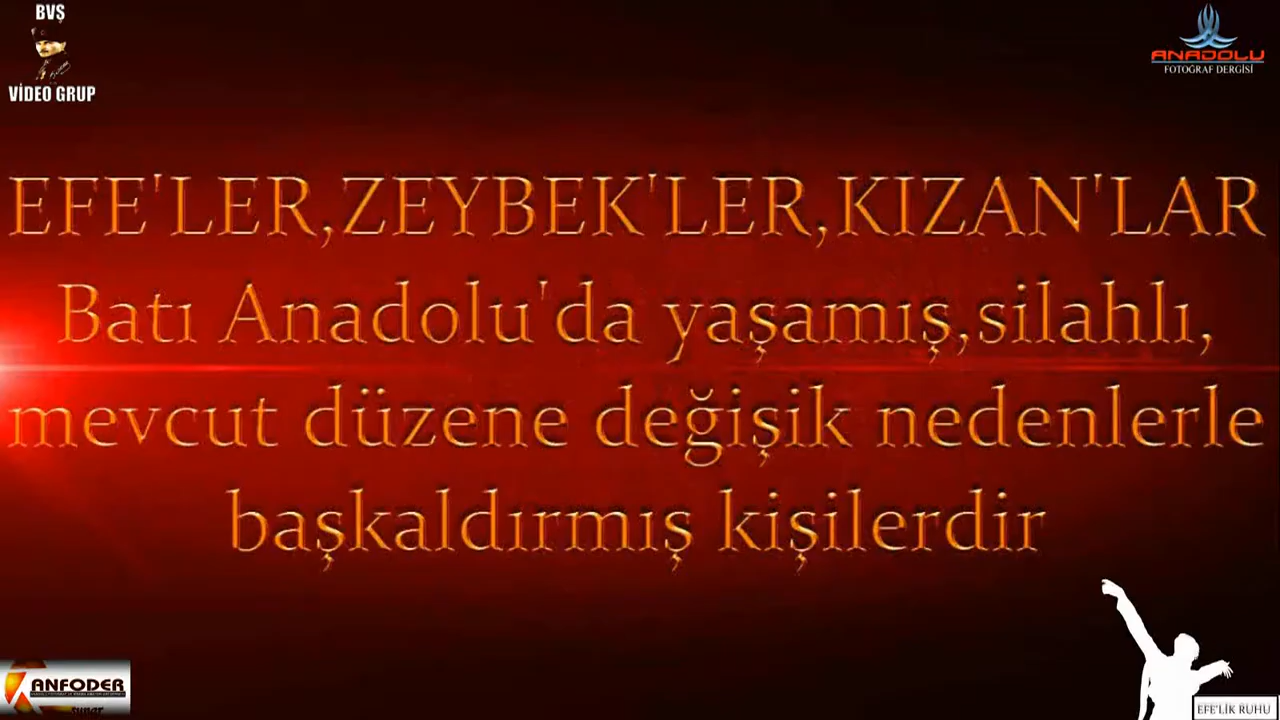 BVŞ
VİDEO GRUP
ANADOLU
FOTOĞRAF DERGİSİ
EFE'LER,ZEYBEK'LER,KIZAN'LAR
Batı Anadolu'da yaşamış,silahlı,
mevcut düzene değişik nedenlerle
başkaldırmış kişilerdir
ANFODER
sunar
EFE'LİK RUHU